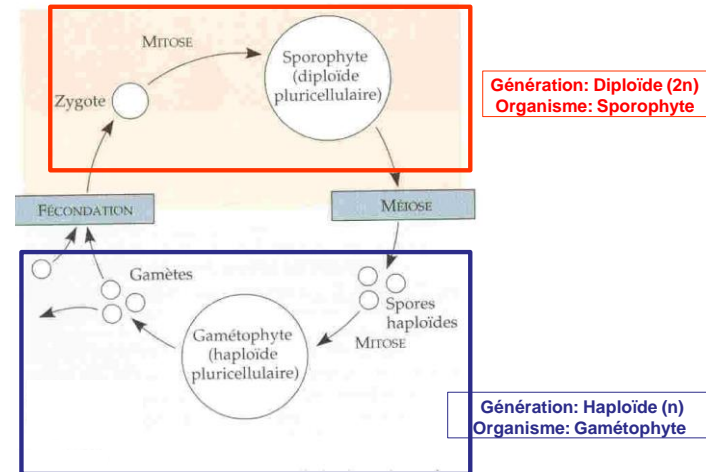 MITOSE
Sporophyte
(diploïde
pluricellulaire)
Zygote
Génération: Diploïde (2n)
Organisme: Sporophyte
FÉCONDATION
MÉIOSE
Gamètes
Spores
haploïdes
MITOSE
Gamétophyte
(haploïde
pluricellulaire)
Génération: Haploïde (n)
Organisme: Gamétophyte